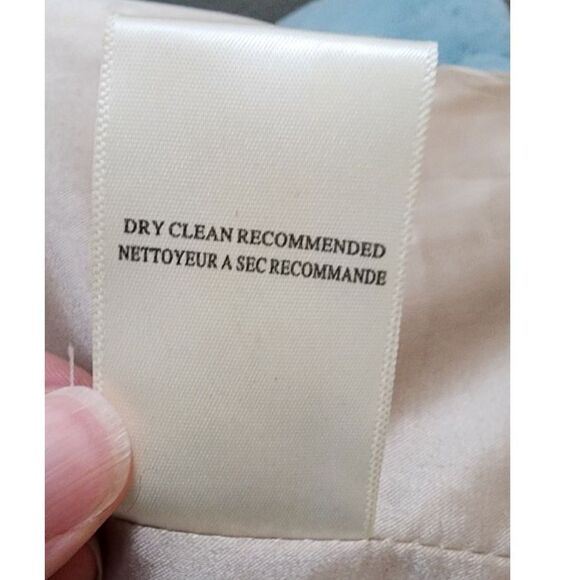 DRY CLEAN RECOMMENDED
NETTOYEUR A SEC RECOMMANDE